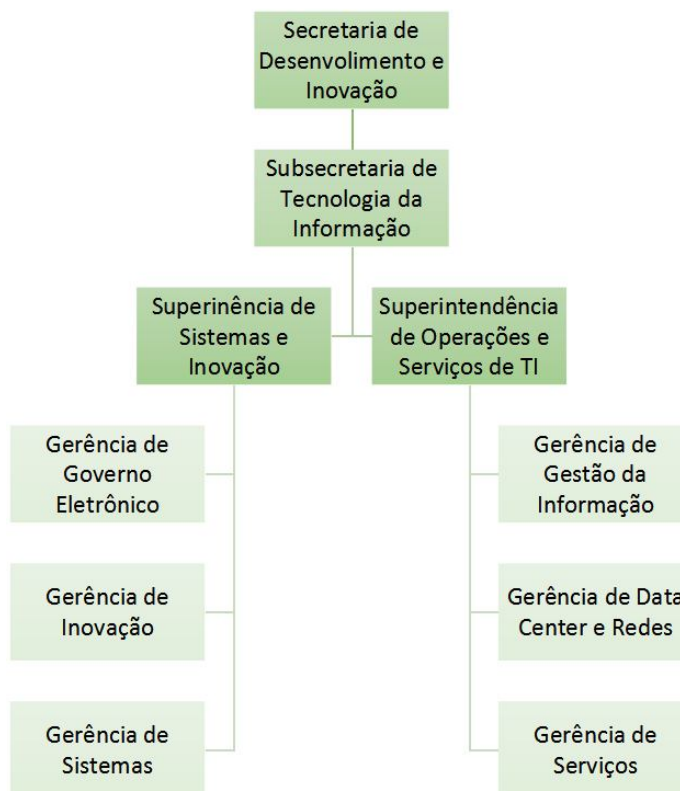 Secretaria de
Desenvolimento e
Inovação
Subsecretaria de
Tecnologia da
Informação
Superinência de
Sistemas e
Inovação
Superintendência
de Operações e
Serviços de TI
Gerência de
Governo
Eletrônico
Gerência de
Gestão da
Informação
Gerência de
Inovação
Gerência de Data
Center e Redes
Gerência de
Sistemas
Gerência de
Serviços